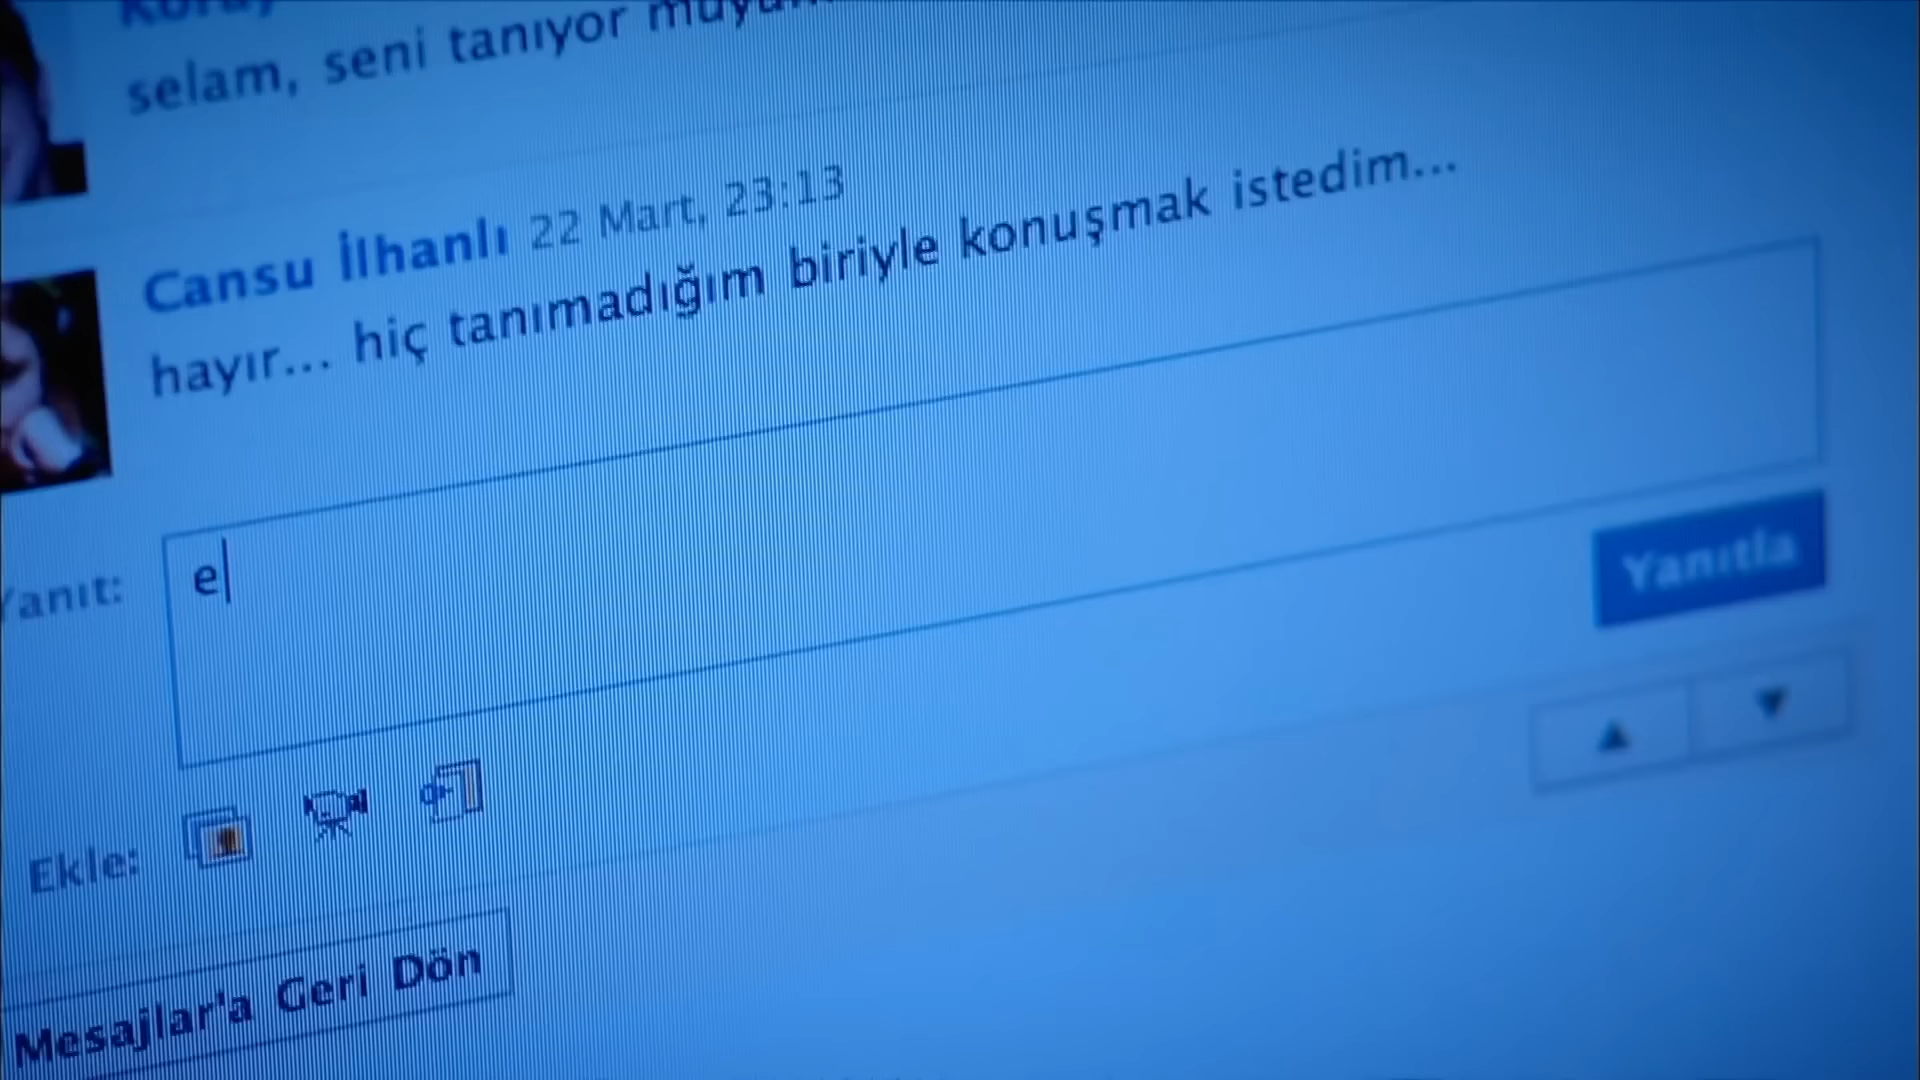 selam, seni tanıyor
Cansu İlhanlı 22 Mart, 23:13
hayır... hiç tanımadığım biriyle konuşmak istedim...
Yanıt:
e
Yanıtla
Ekle:
Mesajlar'a Geri Dön